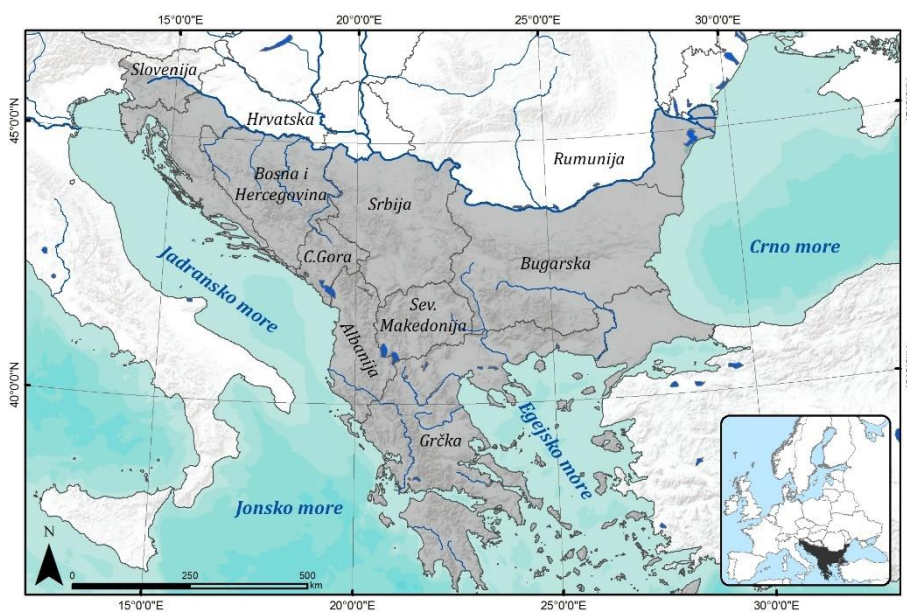 15°0'0"E 20°0'0"E 25°0'0"E 30°0'0"E
Slovenija
45°0'0"N
Hrvatska
Rumunija
Bosna i
Hercegovina
Srbija
C.Gora
Bugarska
Crno more
Jadransko more
Sev.
Makedonija
Albanija
40°0'0"N
Egejsko more
Grčka
Jonsko more
N
0 250 500
km
15°0'0"E 20°0'0"E 25°0'0"E 30°0'0"E